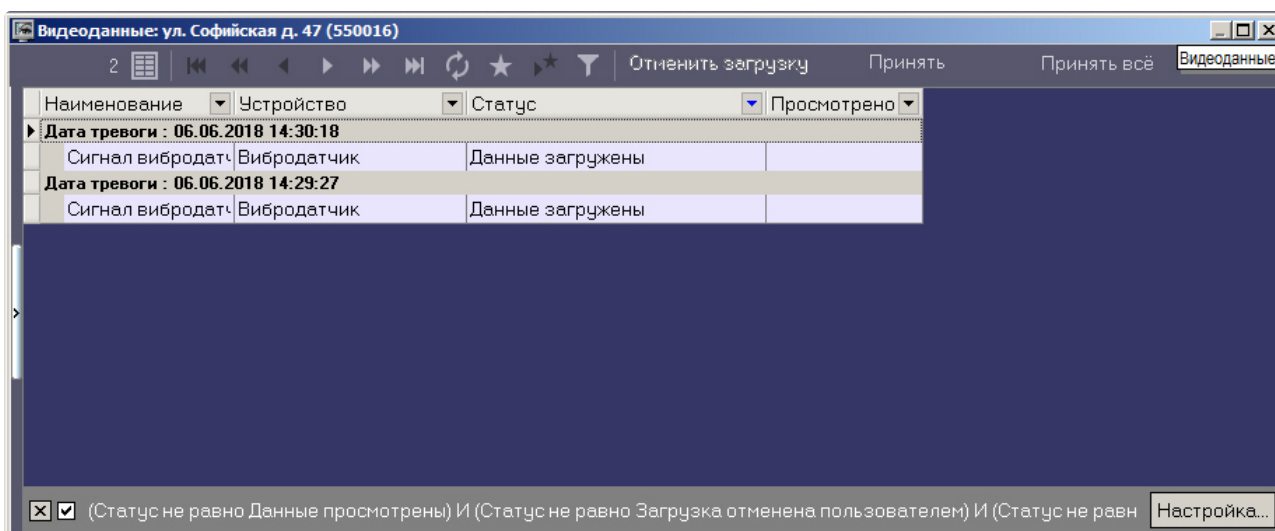 Видеоданные: ул. Софийская д. 47 (550016)
2 Отменить загрузку Принять Принять всё Видеоданные
Наименование Устройство Статус Просмотрено
Дата тревоги : 06.06.2018 14:30:18
Сигнал вибродат Вибродатчик Данные загружены
Дата тревоги : 06.06.2018 14:29:27
Сигнал вибродат Вибродатчик Данные загружены
(Статус не равно Данные просмотрены) И (Статус не равно Загрузка отменена пользователем) И (Статус не равн Настройка...